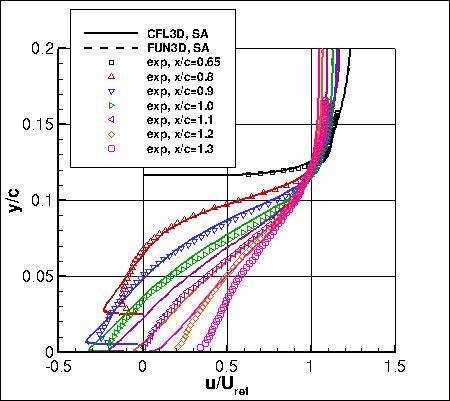 CFL3D, SA
FUN3D, SA
exp, x/c=0.65
exp, x/c=0.8
exp, x/c=0.9
exp, x/c=1.0
exp, x/c=1.1
exp, x/c=1.2
exp, x/c=1.3
0.2
0.15
y/c
0.1
0.05
0
-0.5
0
0.5
1
1.5
u/Uref